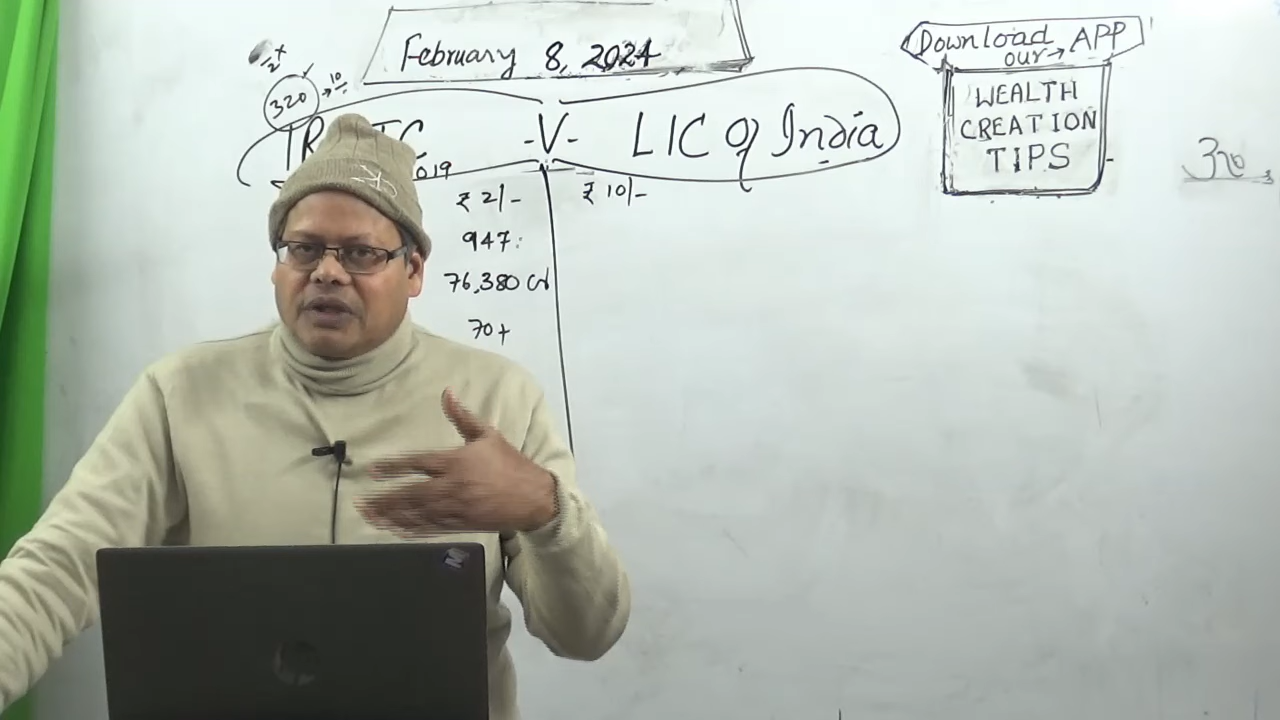 February 8, 2024
Download
our → APP
WEALTH
CREATION
TIPS
320
10
-V- LIC Of India
019
₹ 2/-
₹ 10/-
947
76,380 Cr
70+